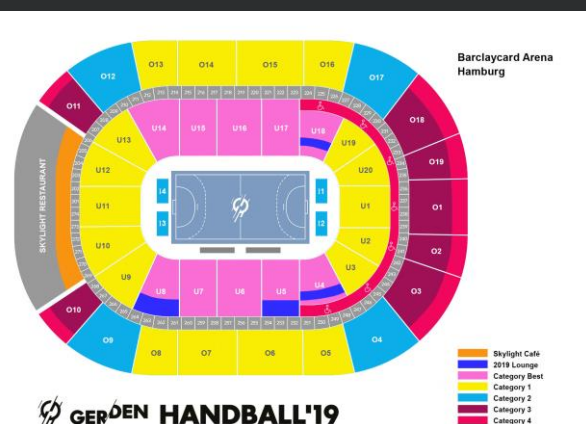 Barclaycard Arena
Hamburg
O13
O14
O15
O16
O12
O17
O11
O18
U14
U15
U16
U17
U18
U13
U19
O19
U12
U20
SKYLIGHT RESTAURANT
I4
I1
U11
U1
O1
I3
I2
U10
U2
O2
U9
U3
U8
U7
U6
U5
U4
O3
O10
O9
O4
O8
O7
O6
O5
Skylight Café
2019 Lounge
Category Best
Category 1
Category 2
Category 3
Category 4
GER DEN HANDBALL'19